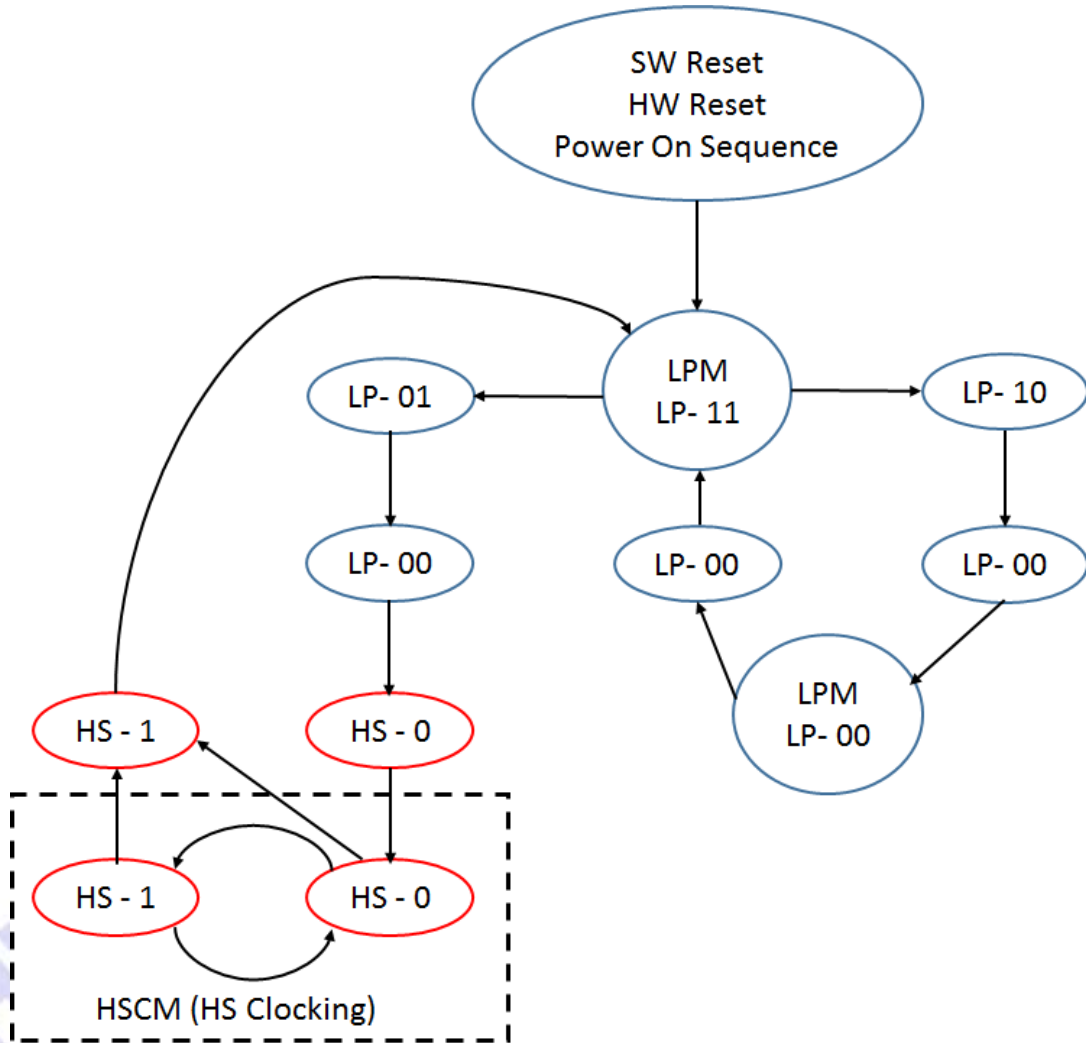 SW Reset
HW Reset
Power On Sequence
LPM
LP- 11
LP- 01
LP- 10
LP- 00
LP- 00
LP- 00
LPM
LP- 00
HS - 1
HS - 0
HS - 1
HS - 0
HSCM (HS Clocking)